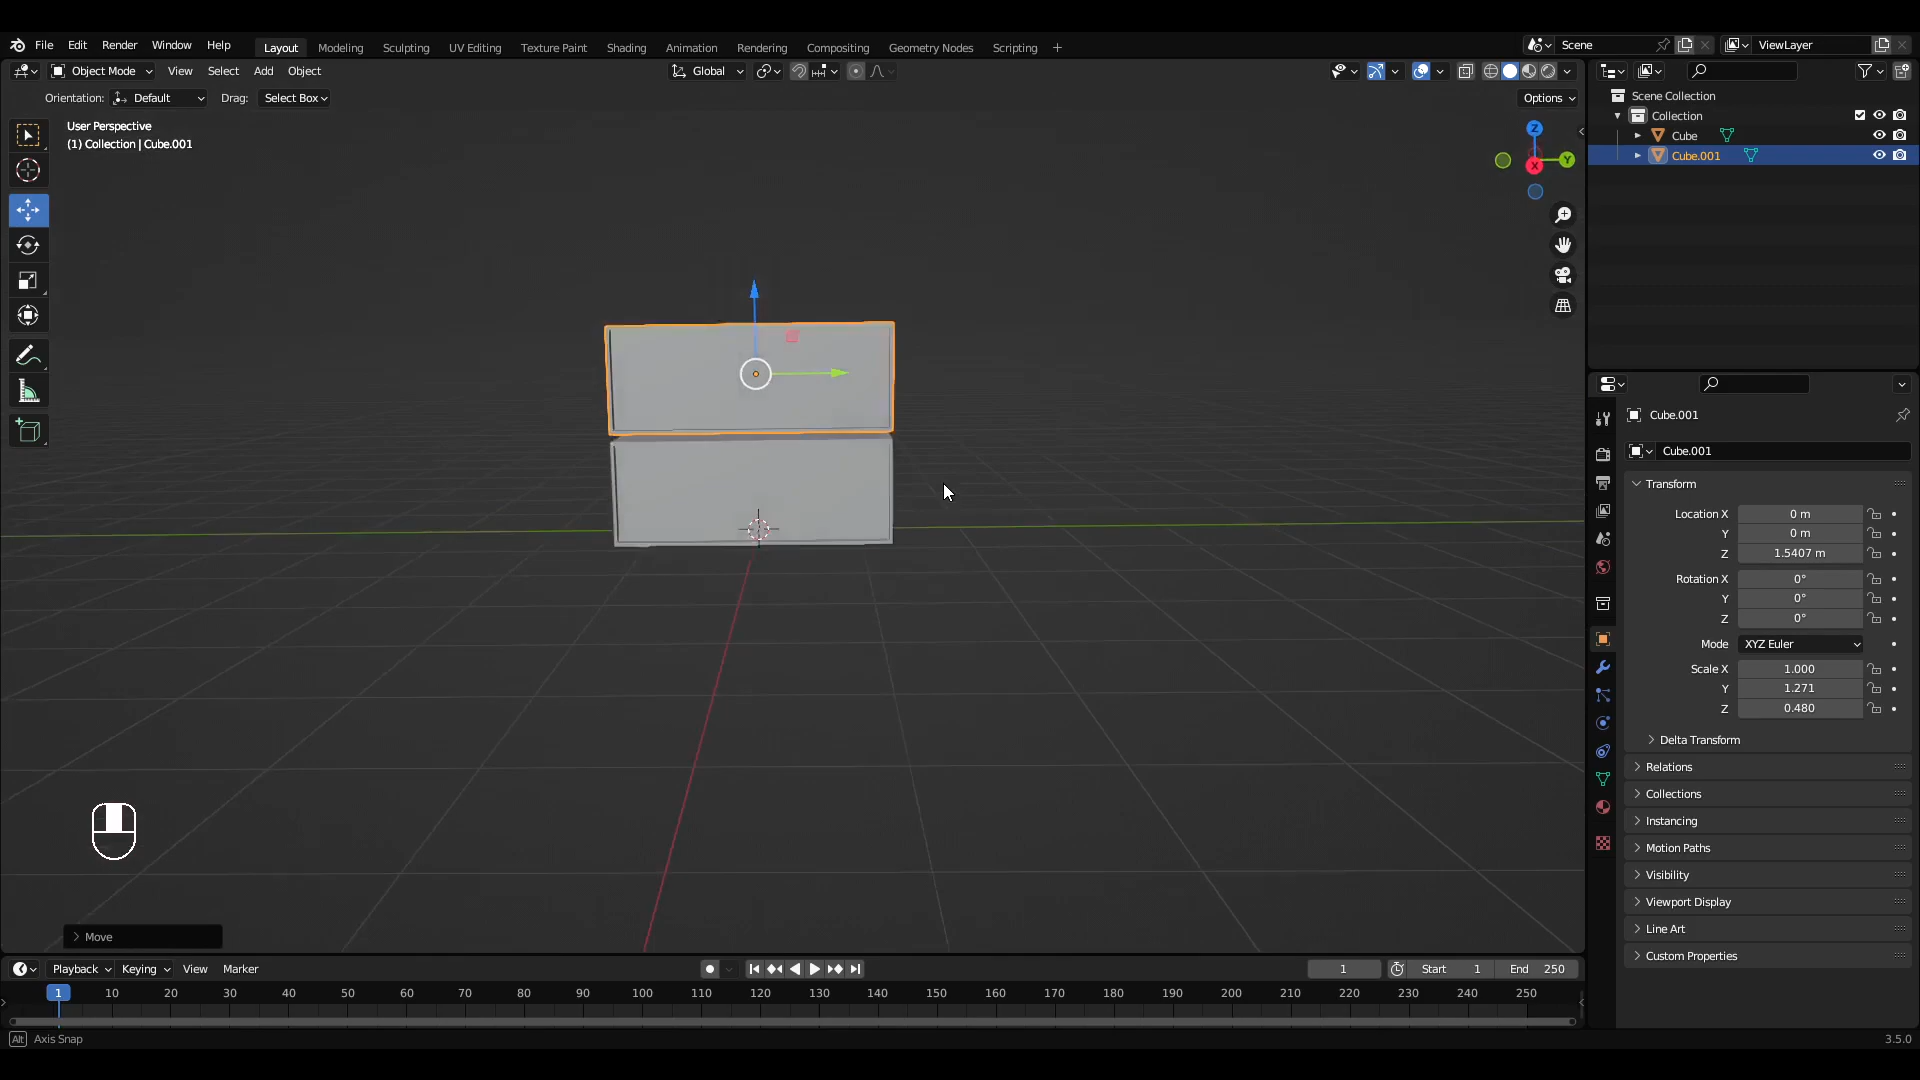 File Edit Render Window Help Layout Modeling Sculpting UV Editing Texture Paint Shading Animation Rendering Compositing Geometry Nodes Scripting + Scene ViewLayer
Object Mode View Select Add Object Global
Orientation: Default Drag: Select Box Options
User Perspective
(1) Collection | Cube.001
Z
Y
X
Scene Collection
Collection
Cube
Cube.001
Cube.001
Cube.001
Transform
Location X 0 m
Y 0 m
Z 1.5407 m
Rotation X 0°
Y 0°
Z 0°
Mode XYZ Euler
Scale X 1.000
Y 1.271
Z 0.480
Delta Transform
Relations
Collections
Instancing
Motion Paths
Visibility
Viewport Display
Line Art
Custom Properties
Move
Playback Keying View Marker 1 Start 1 End 250
1 10 20 30 40 50 60 70 80 90 100 110 120 130 140 150 160 170 180 190 200 210 220 230 240 250
Alt Axis Snap 3.5.0